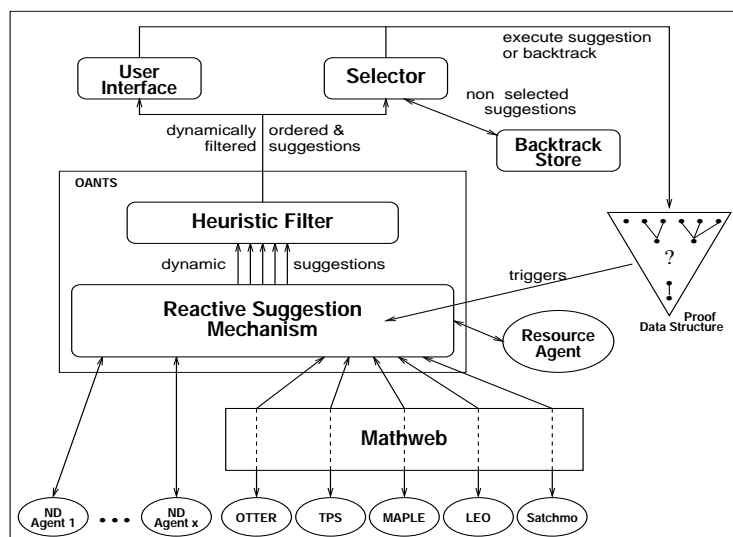 execute suggestion
or backtrack
User
Interface
Selector
non selected
suggestions
dynamically
filtered
ordered &
suggestions
Backtrack
Store
OANTS
Heuristic Filter
dynamic
suggestions
?
triggers
Proof
Data Structure
Reactive Suggestion
Mechanism
Resource
Agent
Mathweb
ND
Agent 1
• • •
ND
Agent x
OTTER
TPS
MAPLE
LEO
Satchmo